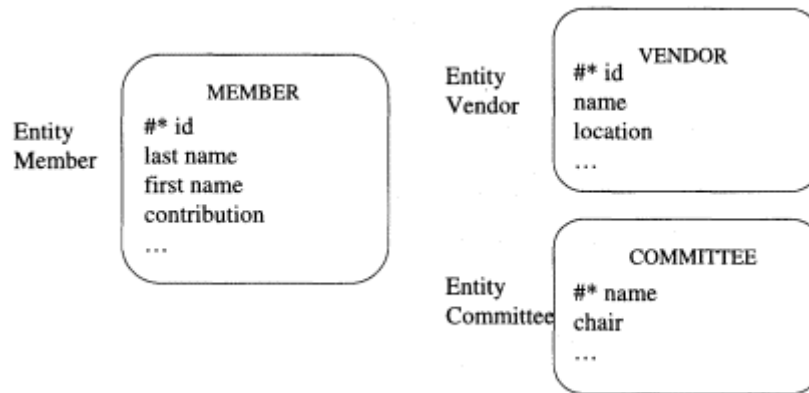 Entity
Member
MEMBER
#* id
last name
first name
contribution
...
Entity
Vendor
VENDOR
#* id
name
location
...
Entity
Committee
COMMITTEE
#* name
chair
...